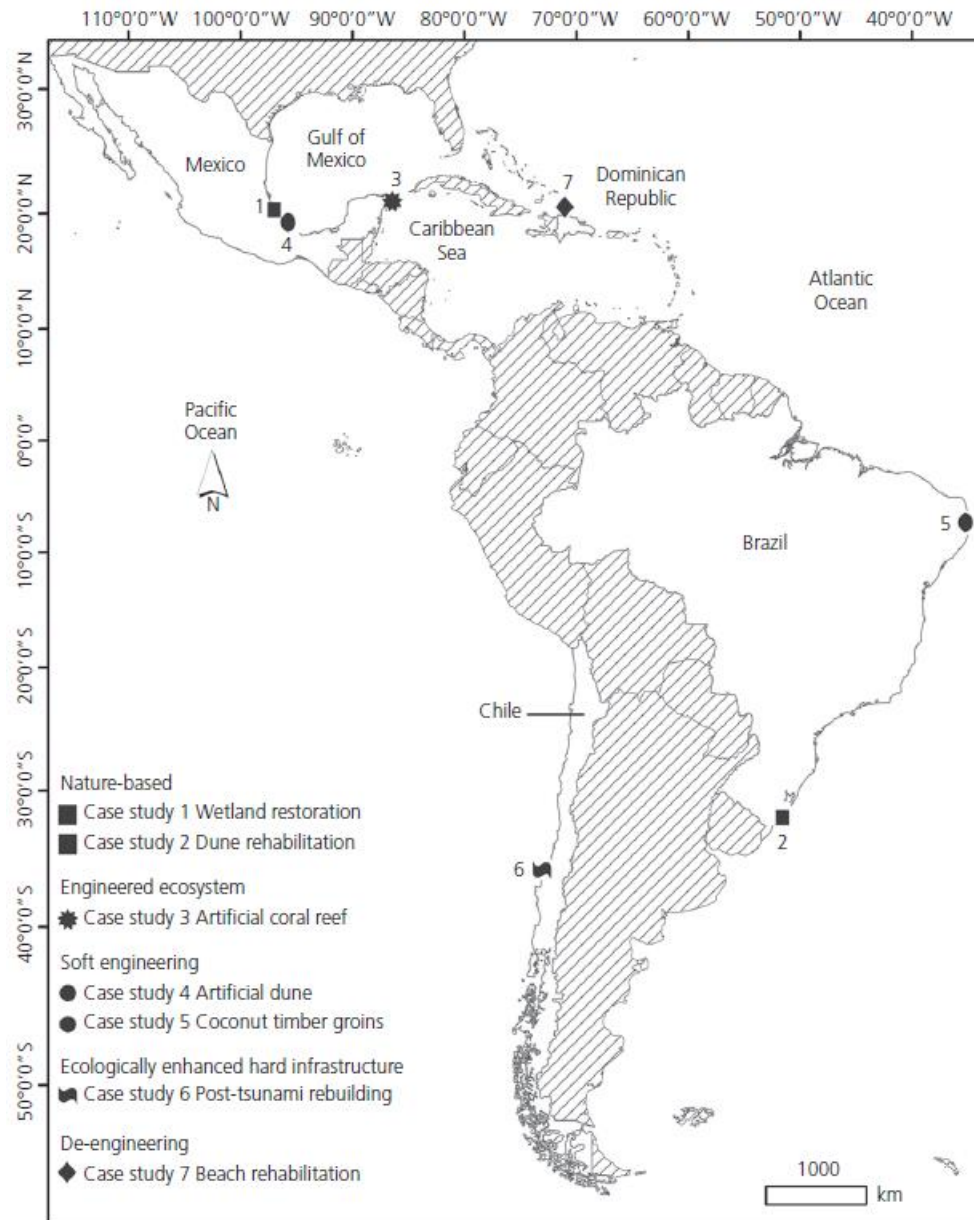 110°0'0"W 100°0'0"W 90°0'0"W 80°0'0"W 70°0'0"W 60°0'0"W 50°0'0"W 40°0'0"W
30°0'0"N
20°0'0"N
10°0'0"N
0°0'0"
10°0'0"S
20°0'0"S
30°0'0"S
40°0'0"S
50°0'0"S
Gulf of
Mexico
Mexico
3
7
Dominican
Republic
1
4
Caribbean
Sea
Atlantic
Ocean
Pacific
Ocean
N
5
Brazil
Chile
2
6
Nature-based
Case study 1 Wetland restoration
Case study 2 Dune rehabilitation
Engineered ecosystem
Case study 3 Artificial coral reef
Soft engineering
Case study 4 Artificial dune
Case study 5 Coconut timber groins
Ecologically enhanced hard infrastructure
Case study 6 Post-tsunami rebuilding
De-engineering
Case study 7 Beach rehabilitation
1000
km